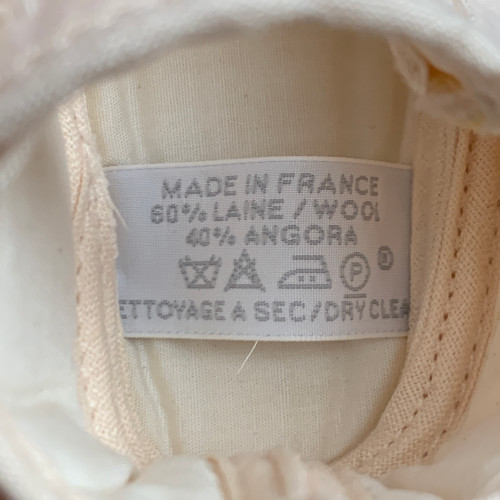 MADE IN FRANCE
60% LAINE / WOOL
40% ANGORA
P
ETTOYAGE A SEC/DRY CLEA